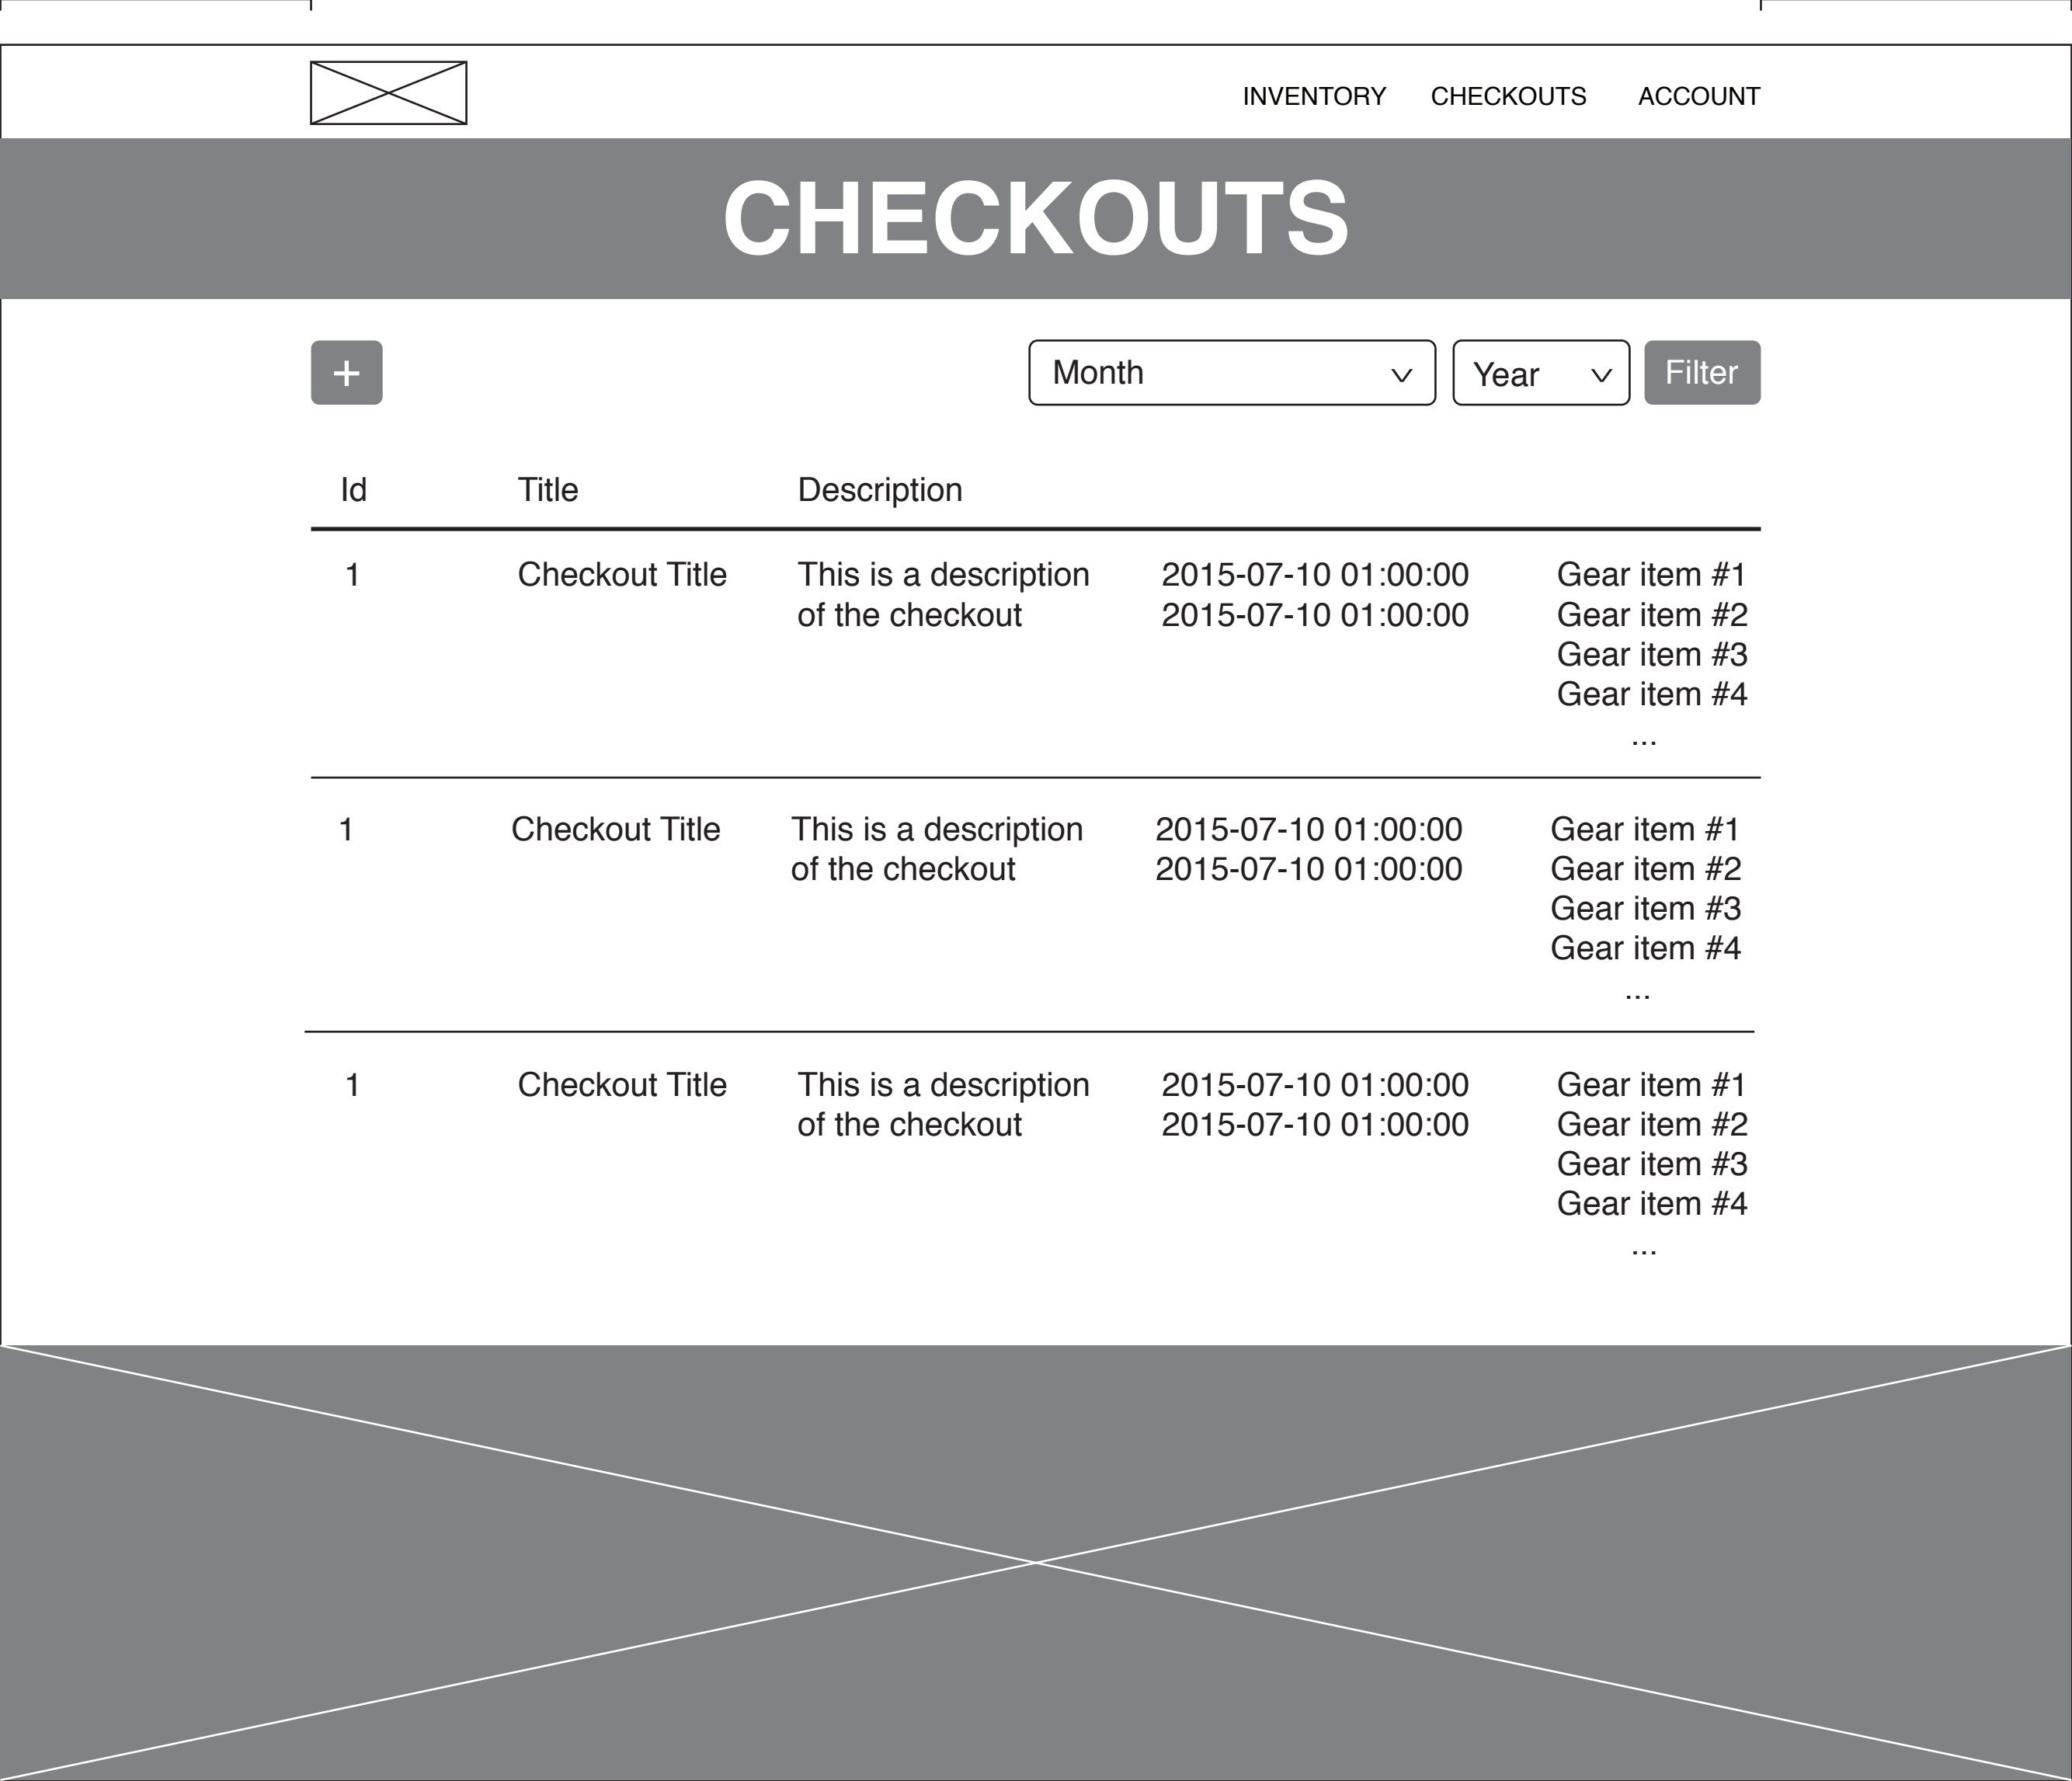 INVENTORY CHECKOUTS ACCOUNT
CHECKOUTS
+ Month Year Filter
Id Title Description
1 Checkout Title This is a description 2015-07-10 01:00:00 Gear item #1
of the checkout 2015-07-10 01:00:00 Gear item #2
Gear item #3
Gear item #4
...
1 Checkout Title This is a description 2015-07-10 01:00:00 Gear item #1
of the checkout 2015-07-10 01:00:00 Gear item #2
Gear item #3
Gear item #4
...
1 Checkout Title This is a description 2015-07-10 01:00:00 Gear item #1
of the checkout 2015-07-10 01:00:00 Gear item #2
Gear item #3
Gear item #4
...